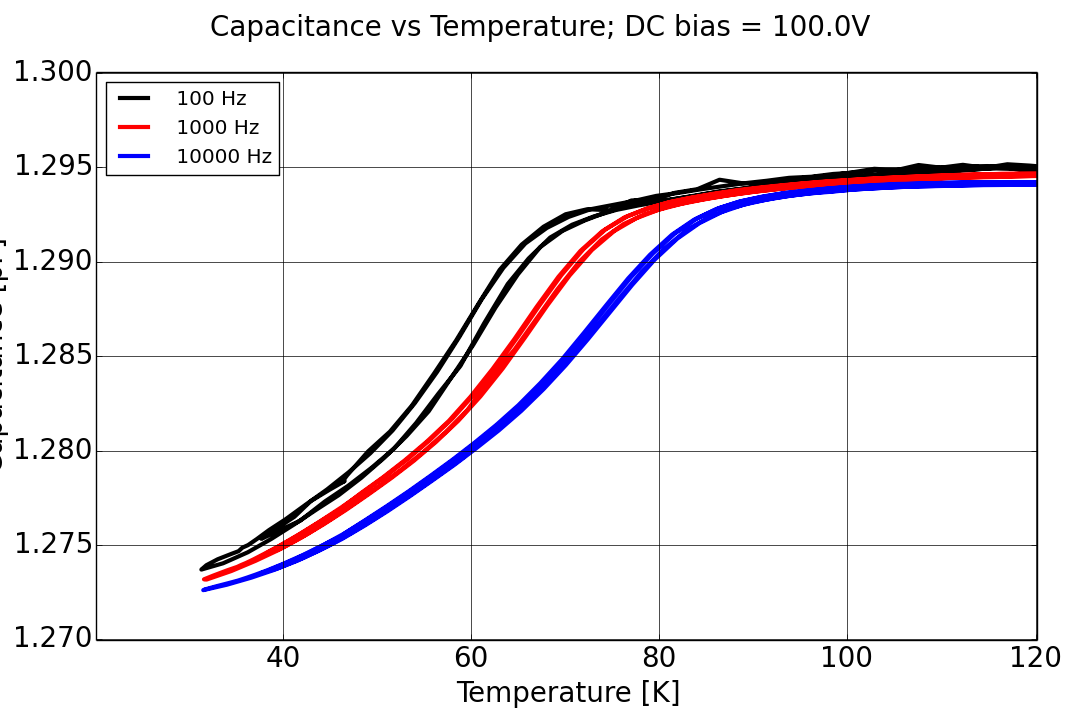 Capacitance vs Temperature; DC bias = 100.0V
1.300
1.295
1.290
1.285
1.280
1.275
1.270
100 Hz
1000 Hz
10000 Hz
40
60
80
100
120
Temperature [K]